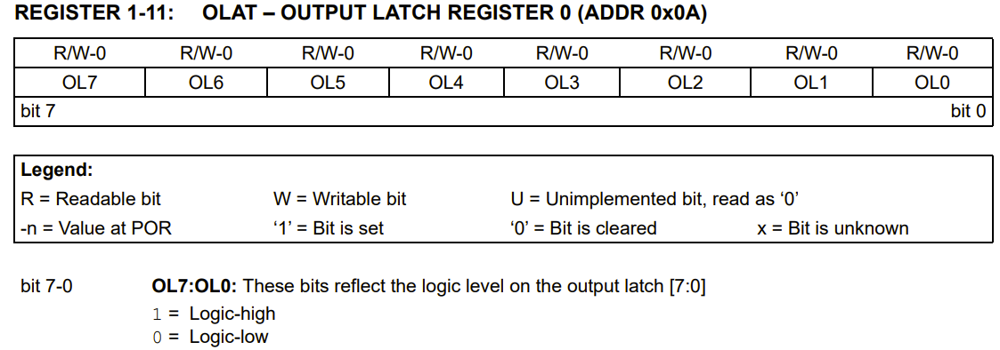 REGISTER 1-11: OLAT – OUTPUT LATCH REGISTER 0 (ADDR 0x0A)
R/W-0 R/W-0 R/W-0 R/W-0 R/W-0 R/W-0 R/W-0 R/W-0
OL7 OL6 OL5 OL4 OL3 OL2 OL1 OL0
bit 7 bit 0
Legend:
R = Readable bit W = Writable bit U = Unimplemented bit, read as ‘0’
-n = Value at POR ‘1’ = Bit is set ‘0’ = Bit is cleared x = Bit is unknown
bit 7-0 OL7:OL0: These bits reflect the logic level on the output latch [7:0]
1 = Logic-high
0 = Logic-low